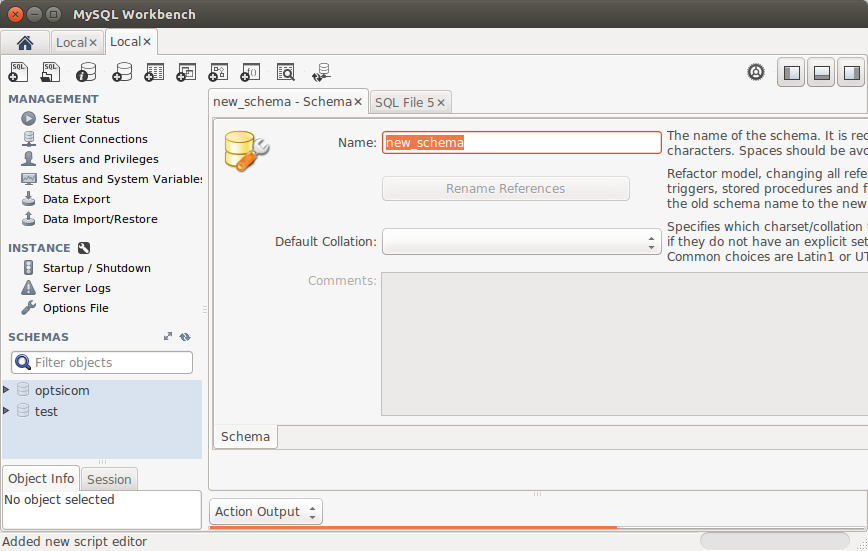 MySQL Workbench
Local×
Local×
MANAGEMENT
Server Status
Client Connections
Users and Privileges
Status and System Variables
Data Export
Data Import/Restore
INSTANCE
Startup / Shutdown
Server Logs
Options File
SCHEMAS
Filter objects
optsicom
test
Object Info
Session
No object selected
new_schema - Schema×
SQL File 5×
Name:
new_schema
The name of the schema. It is rec
characters. Spaces should be avo
Rename References
Refactor model, changing all refe
triggers, stored procedures and f
the old schema name to the new
Default Collation:
Specifies which charset/collation
if they do not have an explicit set
Common choices are Latin1 or UT
Comments:
Schema
Action Output
Added new script editor